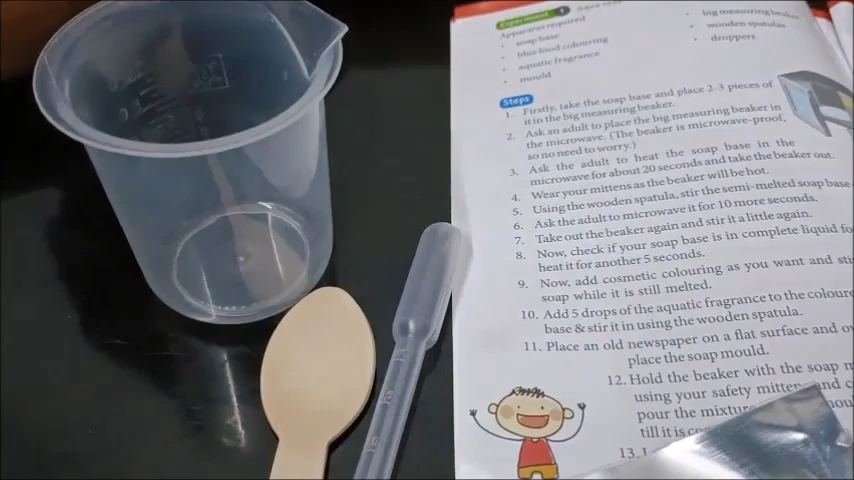 Experiment 1 Aqua
Apparatus required
• soap base
• blue food colouring
• aquatic fragrance
• mould
• big measuring beaker
• wooden spatulas
• droppers
Steps
1. Firstly, take the soap base and place 2-3 pieces of
it in the big measuring beaker.
2. Ask an adult to place the big measuring beaker in
the microwave. (The beaker is microwave-proof,
so no need to worry.)
3. Ask the adult to heat the soap base in the
microwave for about 20 seconds and take the beaker out.
4. Wear your mittens as the beaker will be hot.
5. Using the wooden spatula, stir the semi-melted soap base
6. Ask the adult to microwave it for 10 more seconds.
7. Take out the beaker again and stir it a little again.
8. Now, check if your soap base is in complete liquid
heat it for another 5 seconds.
9. Now, add cosmetic colouring as you want and
soap while it is still melted.
10. Add 5 drops of the aquatic fragrance to the
base & stir it in using the wooden spatula.
11. Place an old newspaper on a flat surface and
place the soap mould.
12. Hold the beaker with the soap
using your safety mittens
pour the mixture
till it is
13.